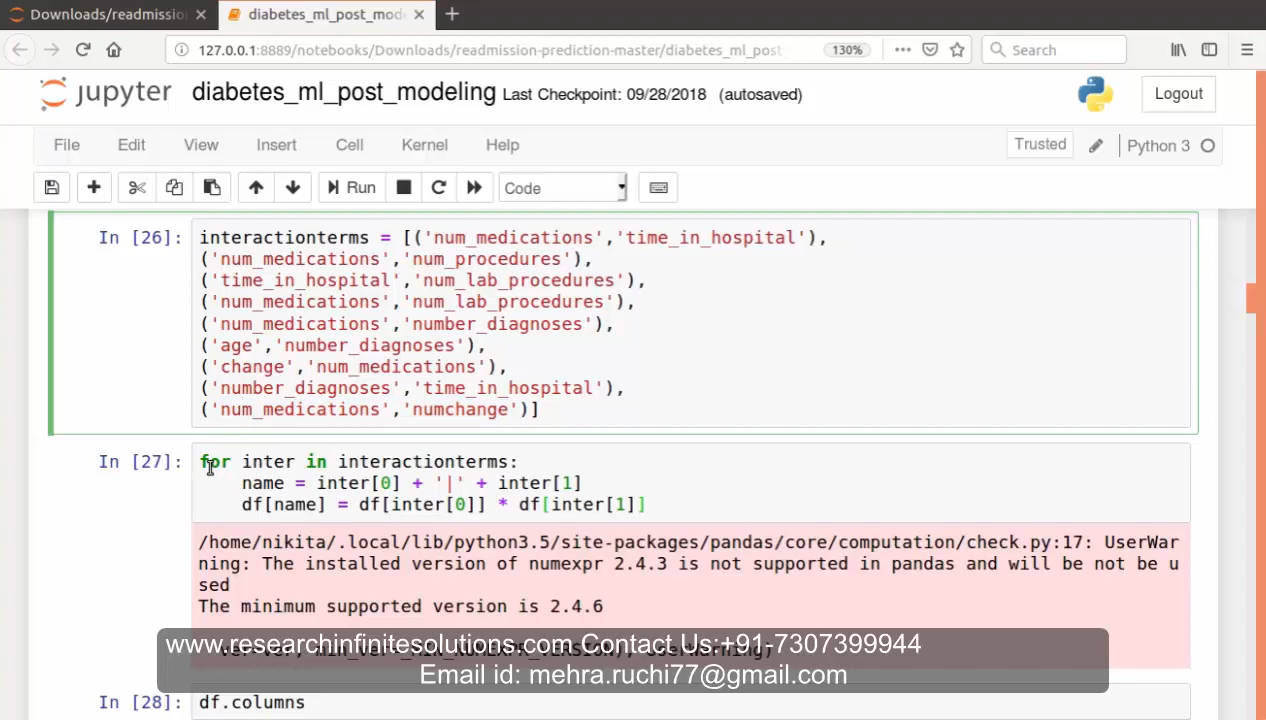 Downloads/readmissio
diabetes_ml_post_mod
127.0.0.1:8889/notebooks/Downloads/readmission-prediction-master/diabetes_ml_post 130% Search
jupyter diabetes_ml_post_modeling Last Checkpoint: 09/28/2018 (autosaved) Logout
File Edit View Insert Cell Kernel Help Trusted Python 3
Run Code
In [26]: interactionterms = [('num_medications','time_in_hospital'),
('num_medications','num_procedures'),
('time_in_hospital','num_lab_procedures'),
('num_medications','num_lab_procedures'),
('num_medications','number_diagnoses'),
('age','number_diagnoses'),
('change','num_medications'),
('number_diagnoses','time_in_hospital'),
('num_medications','numchange')]
In [27]: for inter in interactionterms:
name = inter[0] + '|' + inter[1]
df[name] = df[inter[0]] * df[inter[1]]
/home/nikita/.local/lib/python3.5/site-packages/pandas/core/computation/check.py:17: UserWar
ning: The installed version of numexpr 2.4.3 is not supported in pandas and will be not be u
sed
The minimum supported version is 2.4.6
www.researchinfinitesolutions.com Contact Us:+91-7307399944
Email id: mehra.ruchi77@gmail.com
In [28]: df.columns